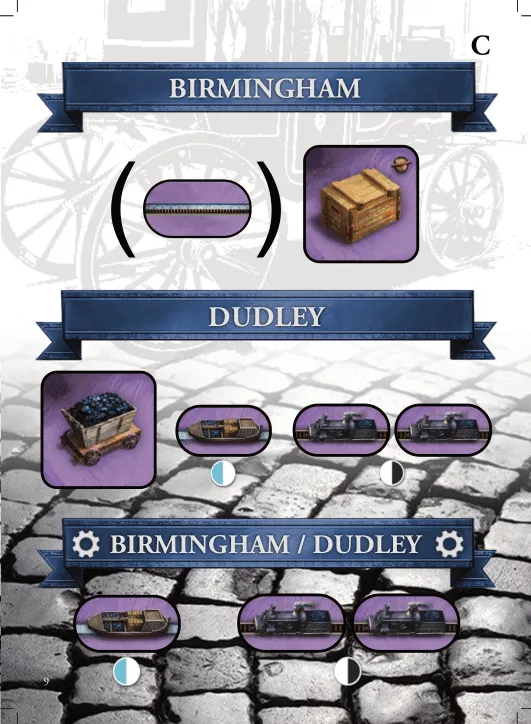 C
BIRMINGHAM
( )
DUDLEY
BIRMINGHAM / DUDLEY
9